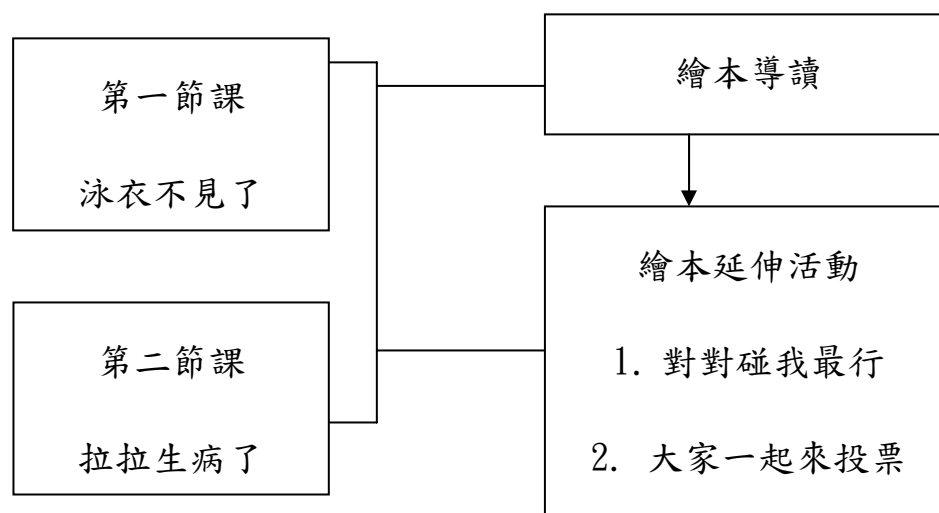 第一節課
泳衣不見了
第二節課
拉拉生病了
繪本導讀
繪本延伸活動
1. 對對碰我最行
2. 大家一起來投票